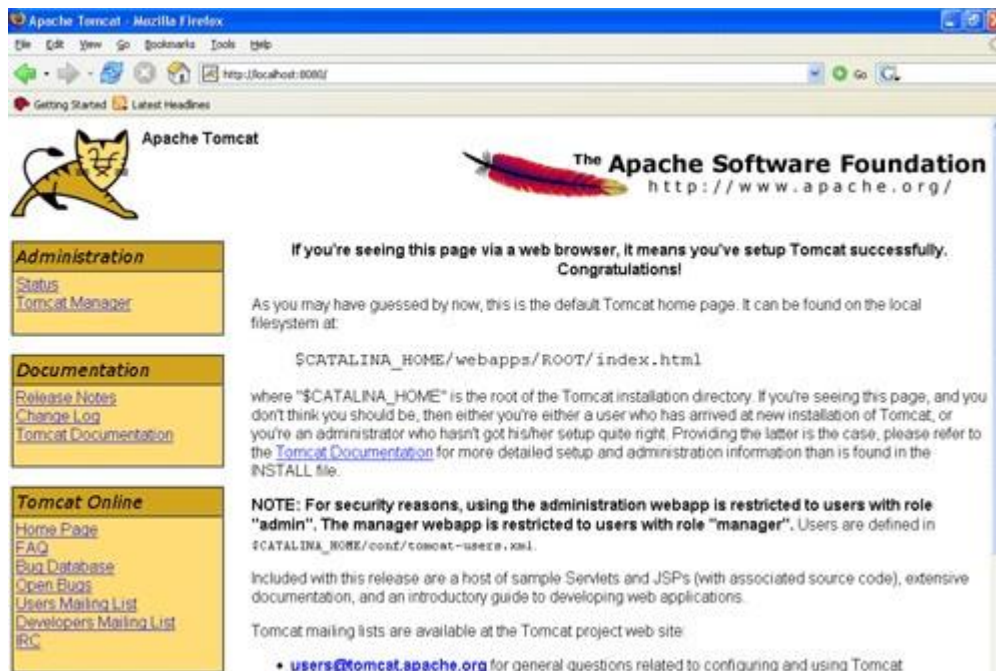 Apache Tomcat - Mozilla Firefox
File Edit View Go Bookmarks Tools Help
http://localhost:8080/
Go
Getting Started Latest Headlines
Apache Tomcat
The Apache Software Foundation
http://www.apache.org/
Administration
Status
Tomcat Manager
Documentation
Release Notes
Change Log
Tomcat Documentation
Tomcat Online
Home Page
FAQ
Bug Database
Open Bugs
Users Mailing List
Developers Mailing List
IRC
If you're seeing this page via a web browser, it means you've setup Tomcat successfully.
Congratulations!
As you may have guessed by now, this is the default Tomcat home page. It can be found on the local
filesystem at:
$CATALINA_HOME/webapps/ROOT/index.html
where "$CATALINA_HOME" is the root of the Tomcat installation directory. If you're seeing this page, and you
don't think you should be, then either you're either a user who has arrived at new installation of Tomcat, or
you're an administrator who hasn't got his/her setup quite right. Providing the latter is the case, please refer to
the Tomcat Documentation for more detailed setup and administration information than is found in the
INSTALL file.
NOTE: For security reasons, using the administration webapp is restricted to users with role
"admin". The manager webapp is restricted to users with role "manager". Users are defined in
$CATALINA_HOME/conf/tomcat-users.xml.
Included with this release are a host of sample Servlets and JSPs (with associated source code), extensive
documentation, and an introductory guide to developing web applications.
Tomcat mailing lists are available at the Tomcat project web site:
• users@tomcat.apache.org for general questions related to configuring and using Tomcat